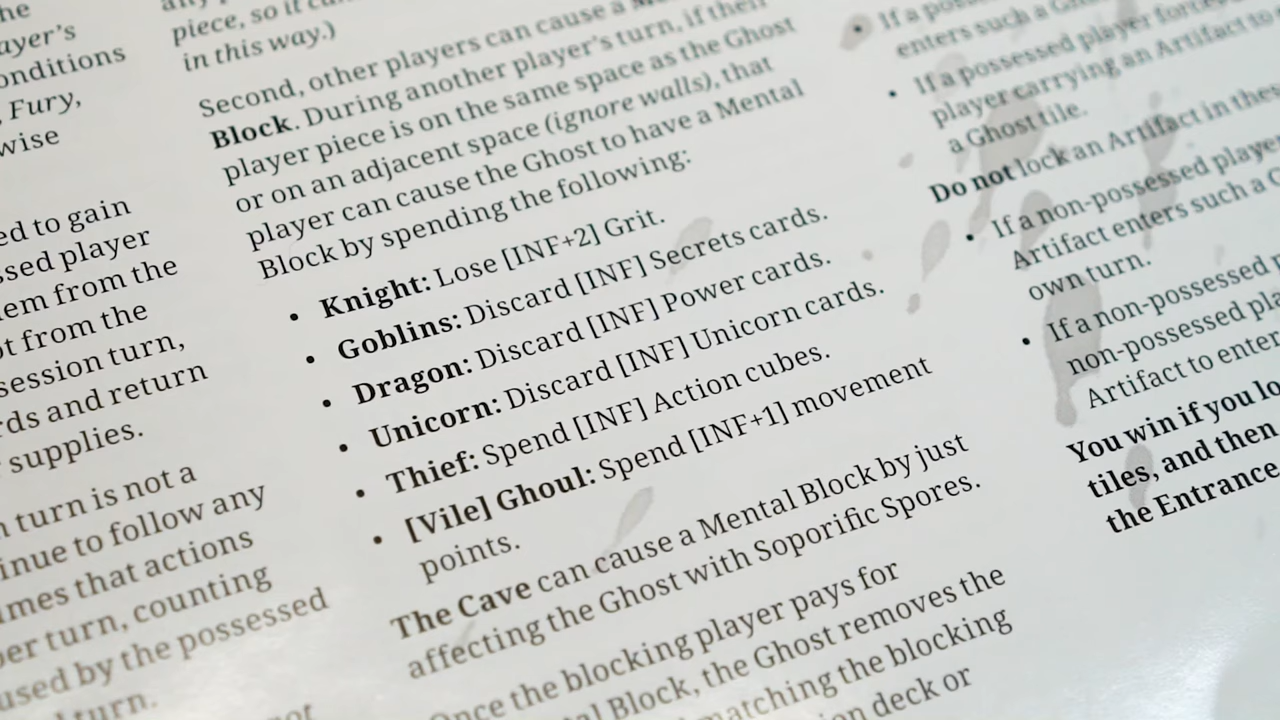 the
ayer's
onditions
, Fury,
wise
ed to gain
ssed player
em from the
ot from the
session turn,
rds and return
supplies.
turn is not a
inue to follow any
imes that actions
per turn, counting
used by the possessed
turn.
piece, so it
in this way.)
Second, other players can cause a
Block. During another player's turn, if their
player piece is on the same space as the Ghost
or on an adjacent space (ignore walls), that
player can cause the Ghost to have a Mental
Block by spending the following:
• Knight: Lose [INF+2] Grit.
• Goblins: Discard [INF] Secrets cards.
• Dragon: Discard [INF] Power cards.
• Unicorn: Discard [INF] Unicorn cards.
• Thief: Spend [INF] Action cubes.
• [Vile] Ghoul: Spend [INF+1] movement
points.
The Cave can cause a Mental Block by just
affecting the Ghost with Soporific Spores.
Once the blocking player pays for
Block, the Ghost removes the
matching the blocking
deck or
• If a
enters such a
• If a possessed player
player carrying an Artifact to
a Ghost tile.
Do not lock an Artifact in these
• If a non-possessed player
Artifact enters such a
own turn.
• If a non-possessed
non-possessed
Artifact to enter
You win if you
tiles, and then
the Entrance